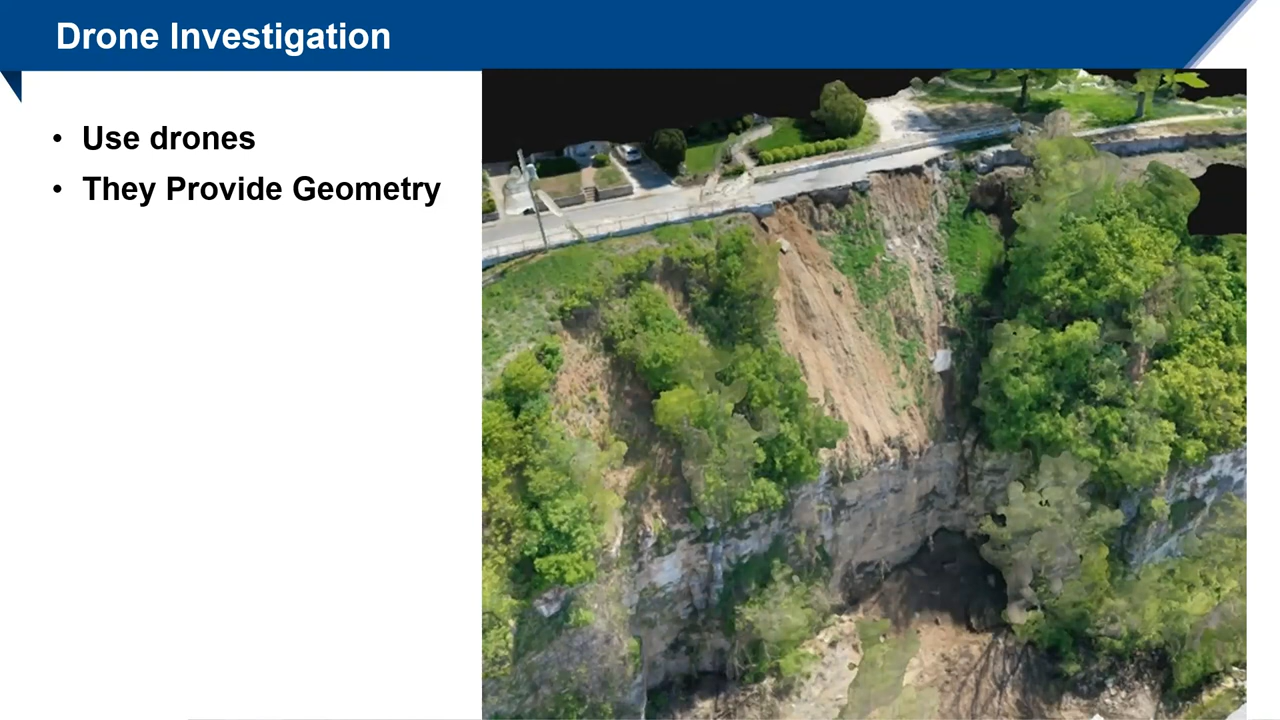 Drone Investigation
• Use drones
• They Provide Geometry